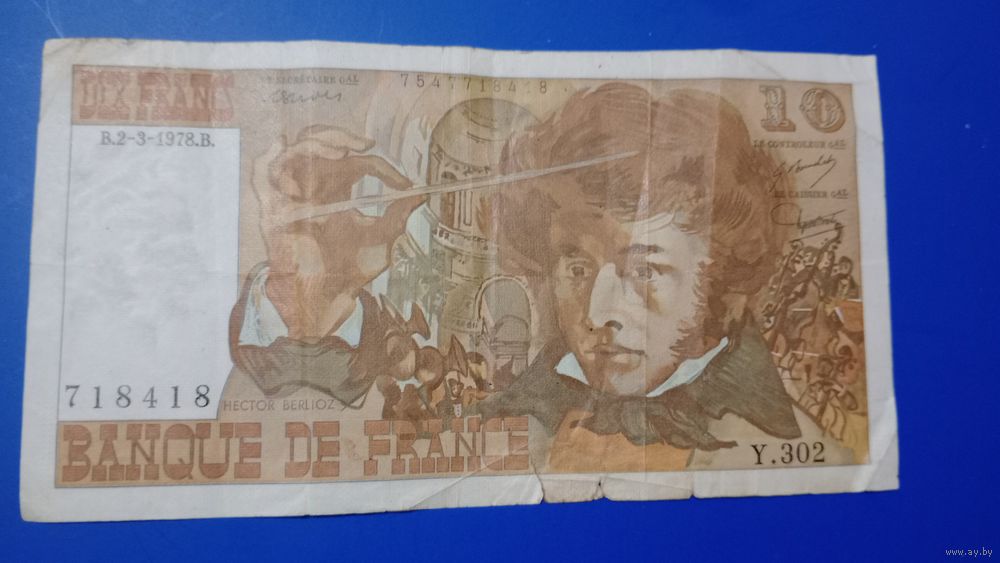 DIX FRANCS
B.2-3-1978.B.
LE SECRÉTAIRE GAL
7547718418
10
LE CONTROLEUR GAL
LE CAISSIER GAL
718418
HECTOR BERLIOZ
BANQUE DE FRANCE
Y.302
www.ay.by